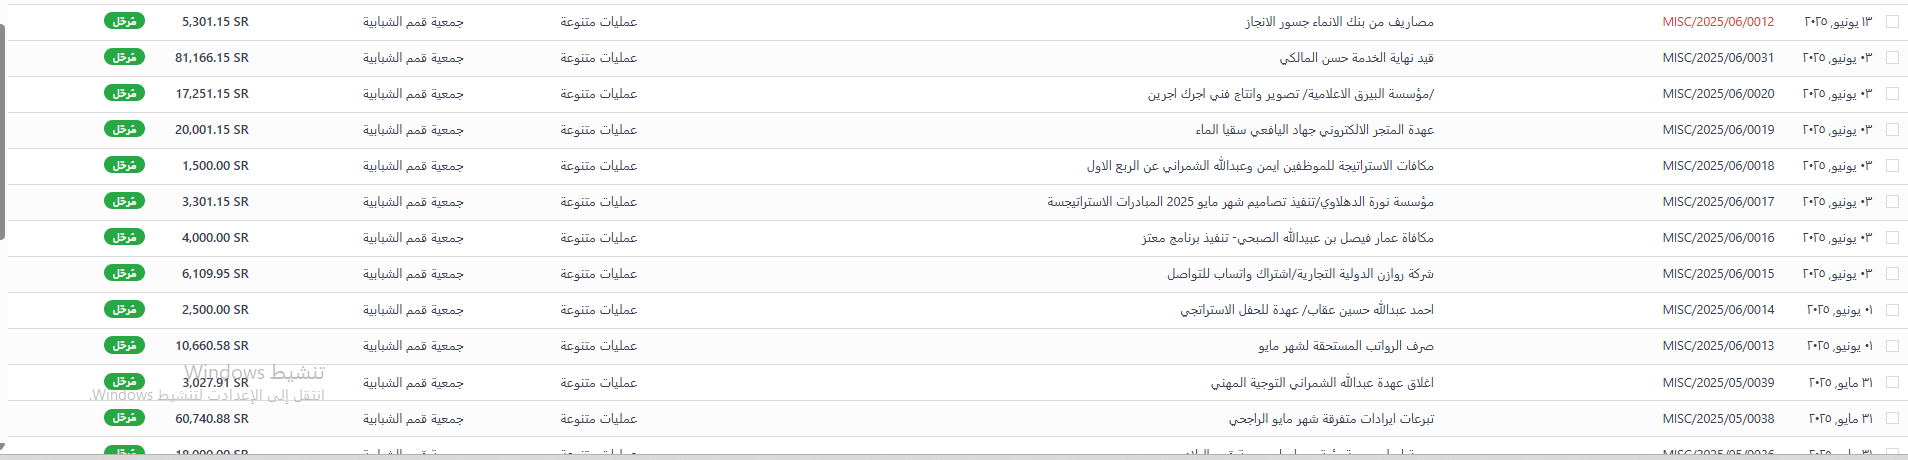 ١٣ يونيو, ٢٠٢٥ MISC/2025/06/0012 مصاريف من بنك الانماء جسور الانجاز عمليات متنوعة جمعية قمم الشبابية 5,301.15 SR مُرحّل
٠٣ يونيو, ٢٠٢٥ MISC/2025/06/0031 قيد نهاية الخدمة حسن المالكي عمليات متنوعة جمعية قمم الشبابية 81,166.15 SR مُرحّل
٠٣ يونيو, ٢٠٢٥ MISC/2025/06/0020 /مؤسسة البيرق الاعلامية/ تصوير وانتاج فني اجرك اجرين عمليات متنوعة جمعية قمم الشبابية 17,251.15 SR مُرحّل
٠٣ يونيو, ٢٠٢٥ MISC/2025/06/0019 عهدة المتجر الالكتروني جهاد اليافعي سقيا الماء عمليات متنوعة جمعية قمم الشبابية 20,001.15 SR مُرحّل
٠٣ يونيو, ٢٠٢٥ MISC/2025/06/0018 مكافات الاستراتيجة للموظفين ايمن وعبدالله الشمراني عن الربع الاول عمليات متنوعة جمعية قمم الشبابية 1,500.00 SR مُرحّل
٠٣ يونيو, ٢٠٢٥ MISC/2025/06/0017 مؤسسة نورة الدهلاوي/تنفيذ تصاميم شهر مايو 2025 المبادرات الاستراتيجسة عمليات متنوعة جمعية قمم الشبابية 3,301.15 SR مُرحّل
٠٣ يونيو, ٢٠٢٥ MISC/2025/06/0016 مكافاة عمار فيصل بن عبيدالله الصبحي- تنفيذ برنامج معتز عمليات متنوعة جمعية قمم الشبابية 4,000.00 SR مُرحّل
٠٣ يونيو, ٢٠٢٥ MISC/2025/06/0015 شركة روازن الدولية التجارية/اشتراك واتساب للتواصل عمليات متنوعة جمعية قمم الشبابية 6,109.95 SR مُرحّل
٠١ يونيو, ٢٠٢٥ MISC/2025/06/0014 احمد عبدالله حسين عقاب/ عهدة للحفل الاستراتجي عمليات متنوعة جمعية قمم الشبابية 2,500.00 SR مُرحّل
٠١ يونيو, ٢٠٢٥ MISC/2025/06/0013 صرف الرواتب المستحقة لشهر مايو عمليات متنوعة جمعية قمم الشبابية 10,660.58 SR مُرحّل
تنشيط Windows
٣١ مايو, ٢٠٢٥ MISC/2025/05/0039 اغلاق عهدة عبدالله الشمراني التوجية المهني عمليات متنوعة جمعية قمم الشبابية 3,027.91 SR مُرحّل
انتقل إلى الإعدادت لتنشيط Windows.
٣١ مايو, ٢٠٢٥ MISC/2025/05/0038 تبرعات ايرادات متفرقة شهر مايو الراجحي عمليات متنوعة جمعية قمم الشبابية 60,740.88 SR مُرحّل
٣١ مايو, ٢٠٢٥ MISC/2025/05/0036 عمليات متنوعة جمعية قمم الشبابية 18,000.00 SR مُرحّل